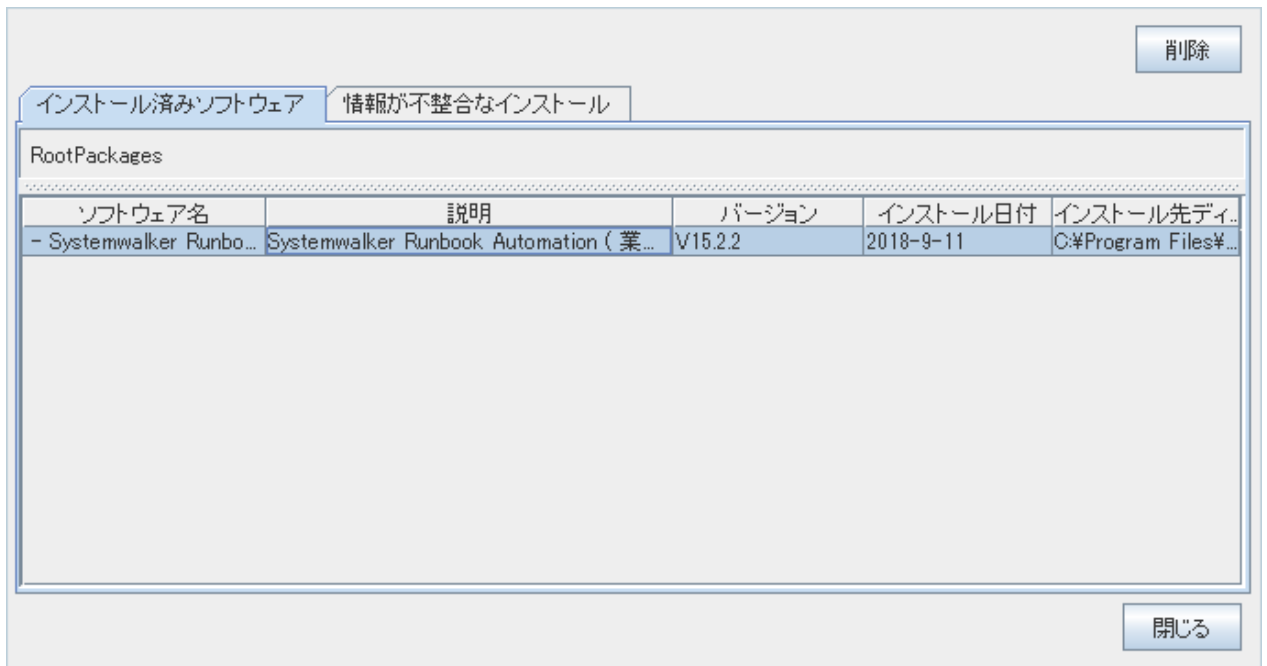 削除
インストール済みソフトウェア 情報が不整合なインストール
RootPackages
ソフトウェア名 説明 バージョン インストール日付 インストール先ディ...
- Systemwalker Runbo... Systemwalker Runbook Automation ( 業... V15.2.2 2018-9-11 C:¥Program Files¥...
閉じる